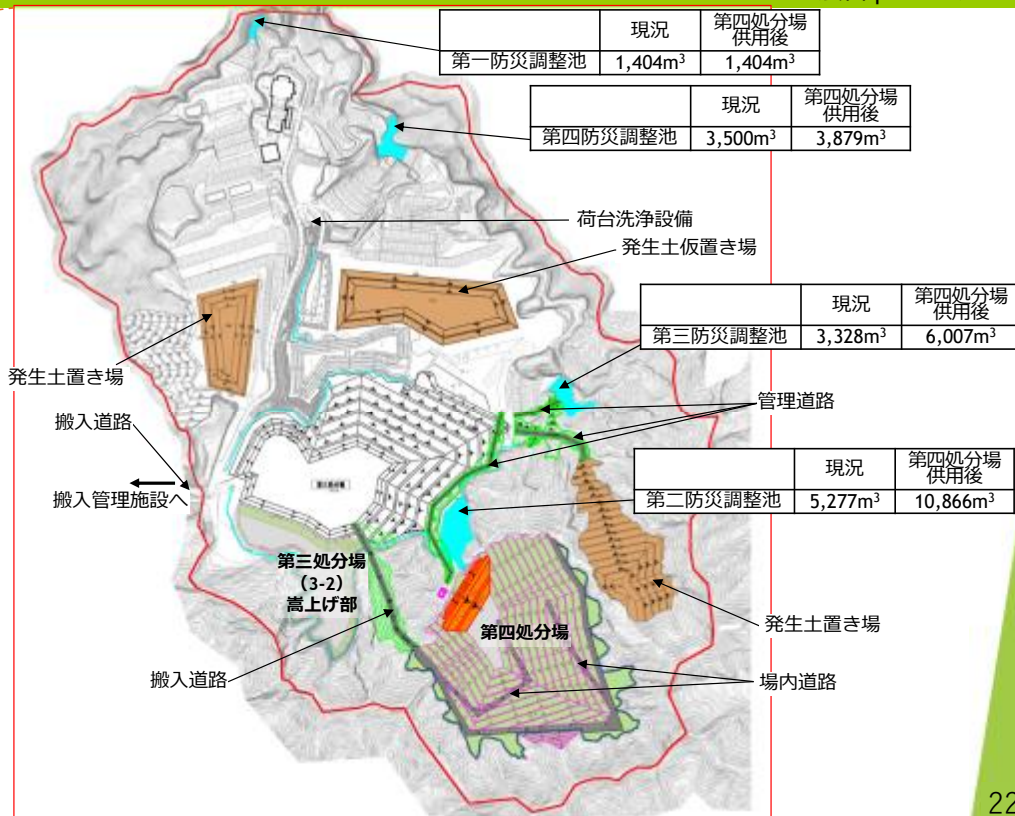 現況 第四処分場供用後
第一防災調整池 1,404m³ 1,404m³
現況 第四処分場供用後
第四防災調整池 3,500m³ 3,879m³
荷台洗浄設備
発生土仮置き場
現況 第四処分場供用後
第三防災調整池 3,328m³ 6,007m³
発生土置き場
管理道路
搬入道路
現況 第四処分場供用後
第二防災調整池 5,277m³ 10,866m³
搬入管理施設へ
第三処分場
(3-2)
嵩上げ部
第四処分場
発生土置き場
搬入道路
場内道路
22